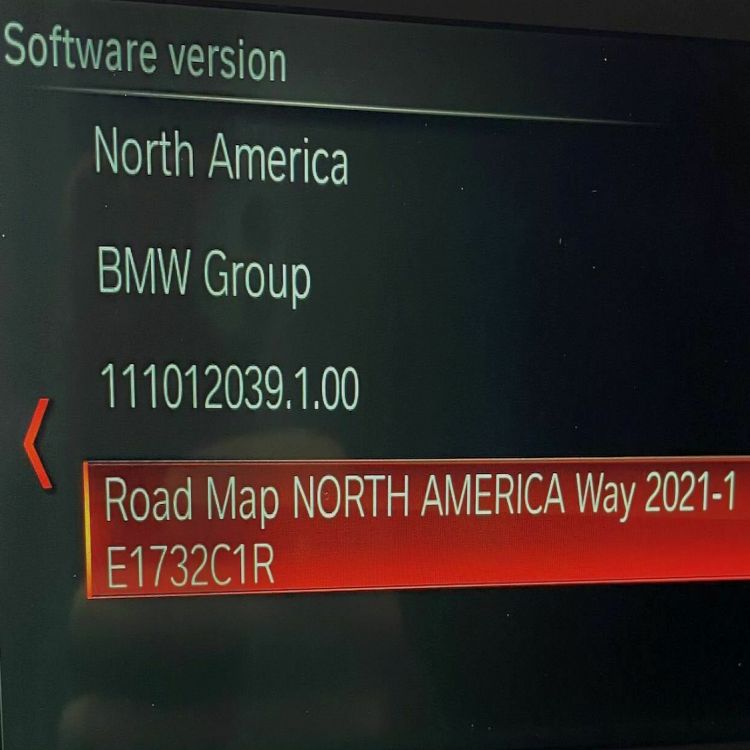 Software version
North America
BMW Group
111012039.1.00
Road Map NORTH AMERICA Way 2021-1
E1732C1R